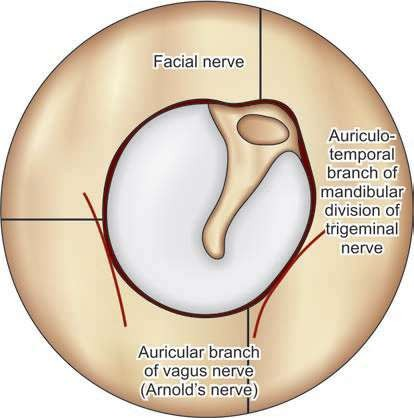 Facial nerve
Auriculo-
temporal
branch of
mandibular
division of
trigeminal
nerve
Auricular branch
of vagus nerve
(Arnold's nerve)